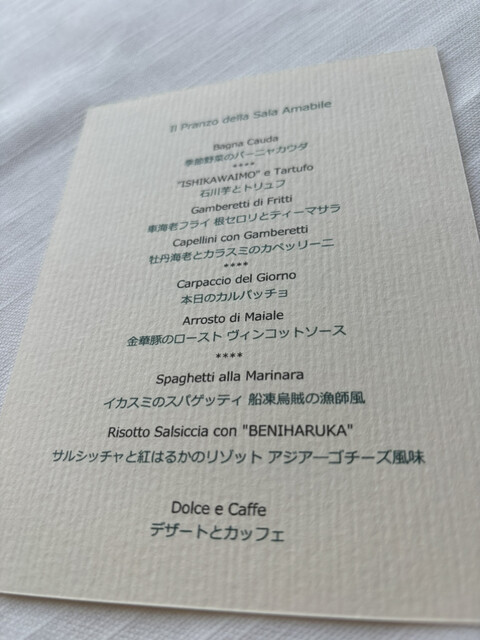 Il Pranzo della Sala Amabile
Bagna Cauda
季節野菜のバーニャカウダ
****
"ISHIKAWAIMO" e Tartufo
石川芋とトリュフ
Gamberetti di Fritti
車海老フライ 根セロリとティーマサラ
Capellini con Gamberetti
牡丹海老とカラスミのカペッリーニ
****
Carpaccio del Giorno
本日のカルパッチョ
Arrosto di Maiale
金華豚のロースト ヴィンコットソース
****
Spaghetti alla Marinara
イカスミのスパゲッティ 船凍烏賊の漁師風
Risotto Salsiccia con "BENIHARUKA"
サルシッチャと紅はるかのリゾット アジアーゴチーズ風味
Dolce e Caffe
デザートとカッフェ